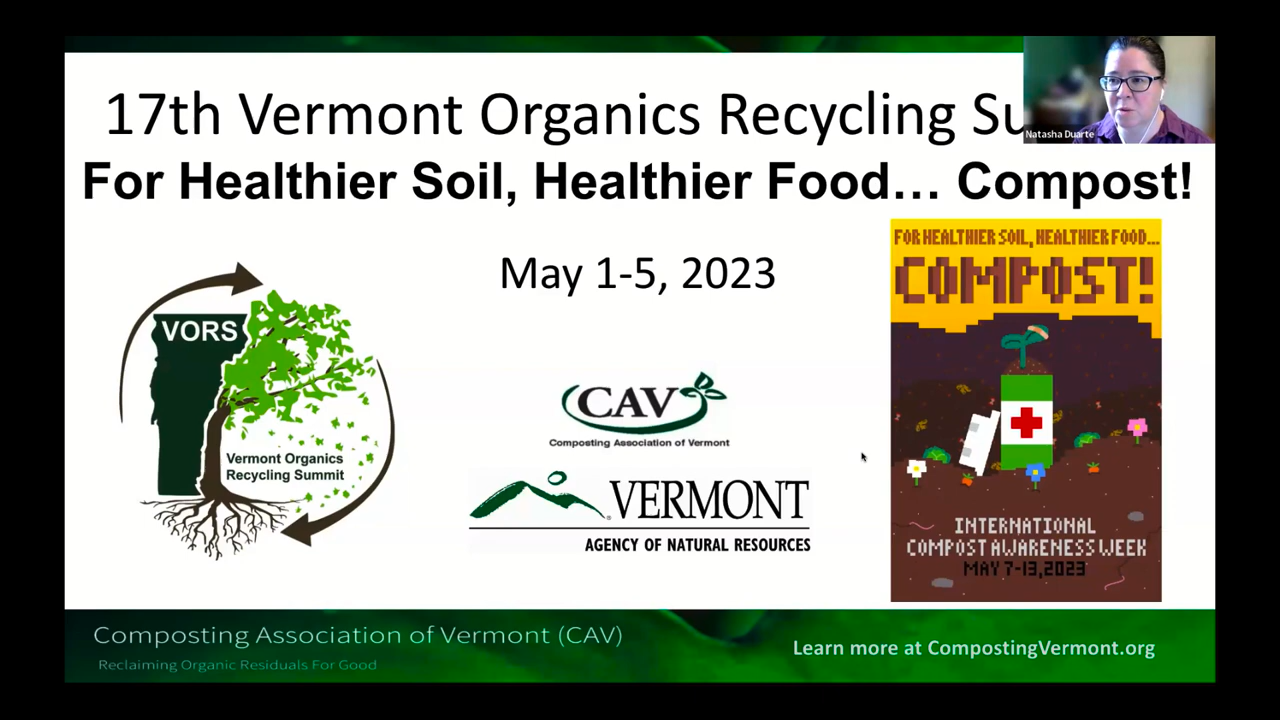 17th Vermont Organics Recycling Su
Natasha Duarte
For Healthier Soil, Healthier Food... Compost!
May 1-5, 2023
VORS
Vermont Organics
Recycling Summit
CAV
Composting Association of Vermont
VERMONT
AGENCY OF NATURAL RESOURCES
FOR HEALTHIER SOIL, HEALTHIER FOOD...
COMPOST!
INTERNATIONAL
COMPOST AWARENESS WEEK
MAY 7-13, 2023
Composting Association of Vermont (CAV)
Reclaiming Organic Residuals For Good
Learn more at CompostingVermont.org